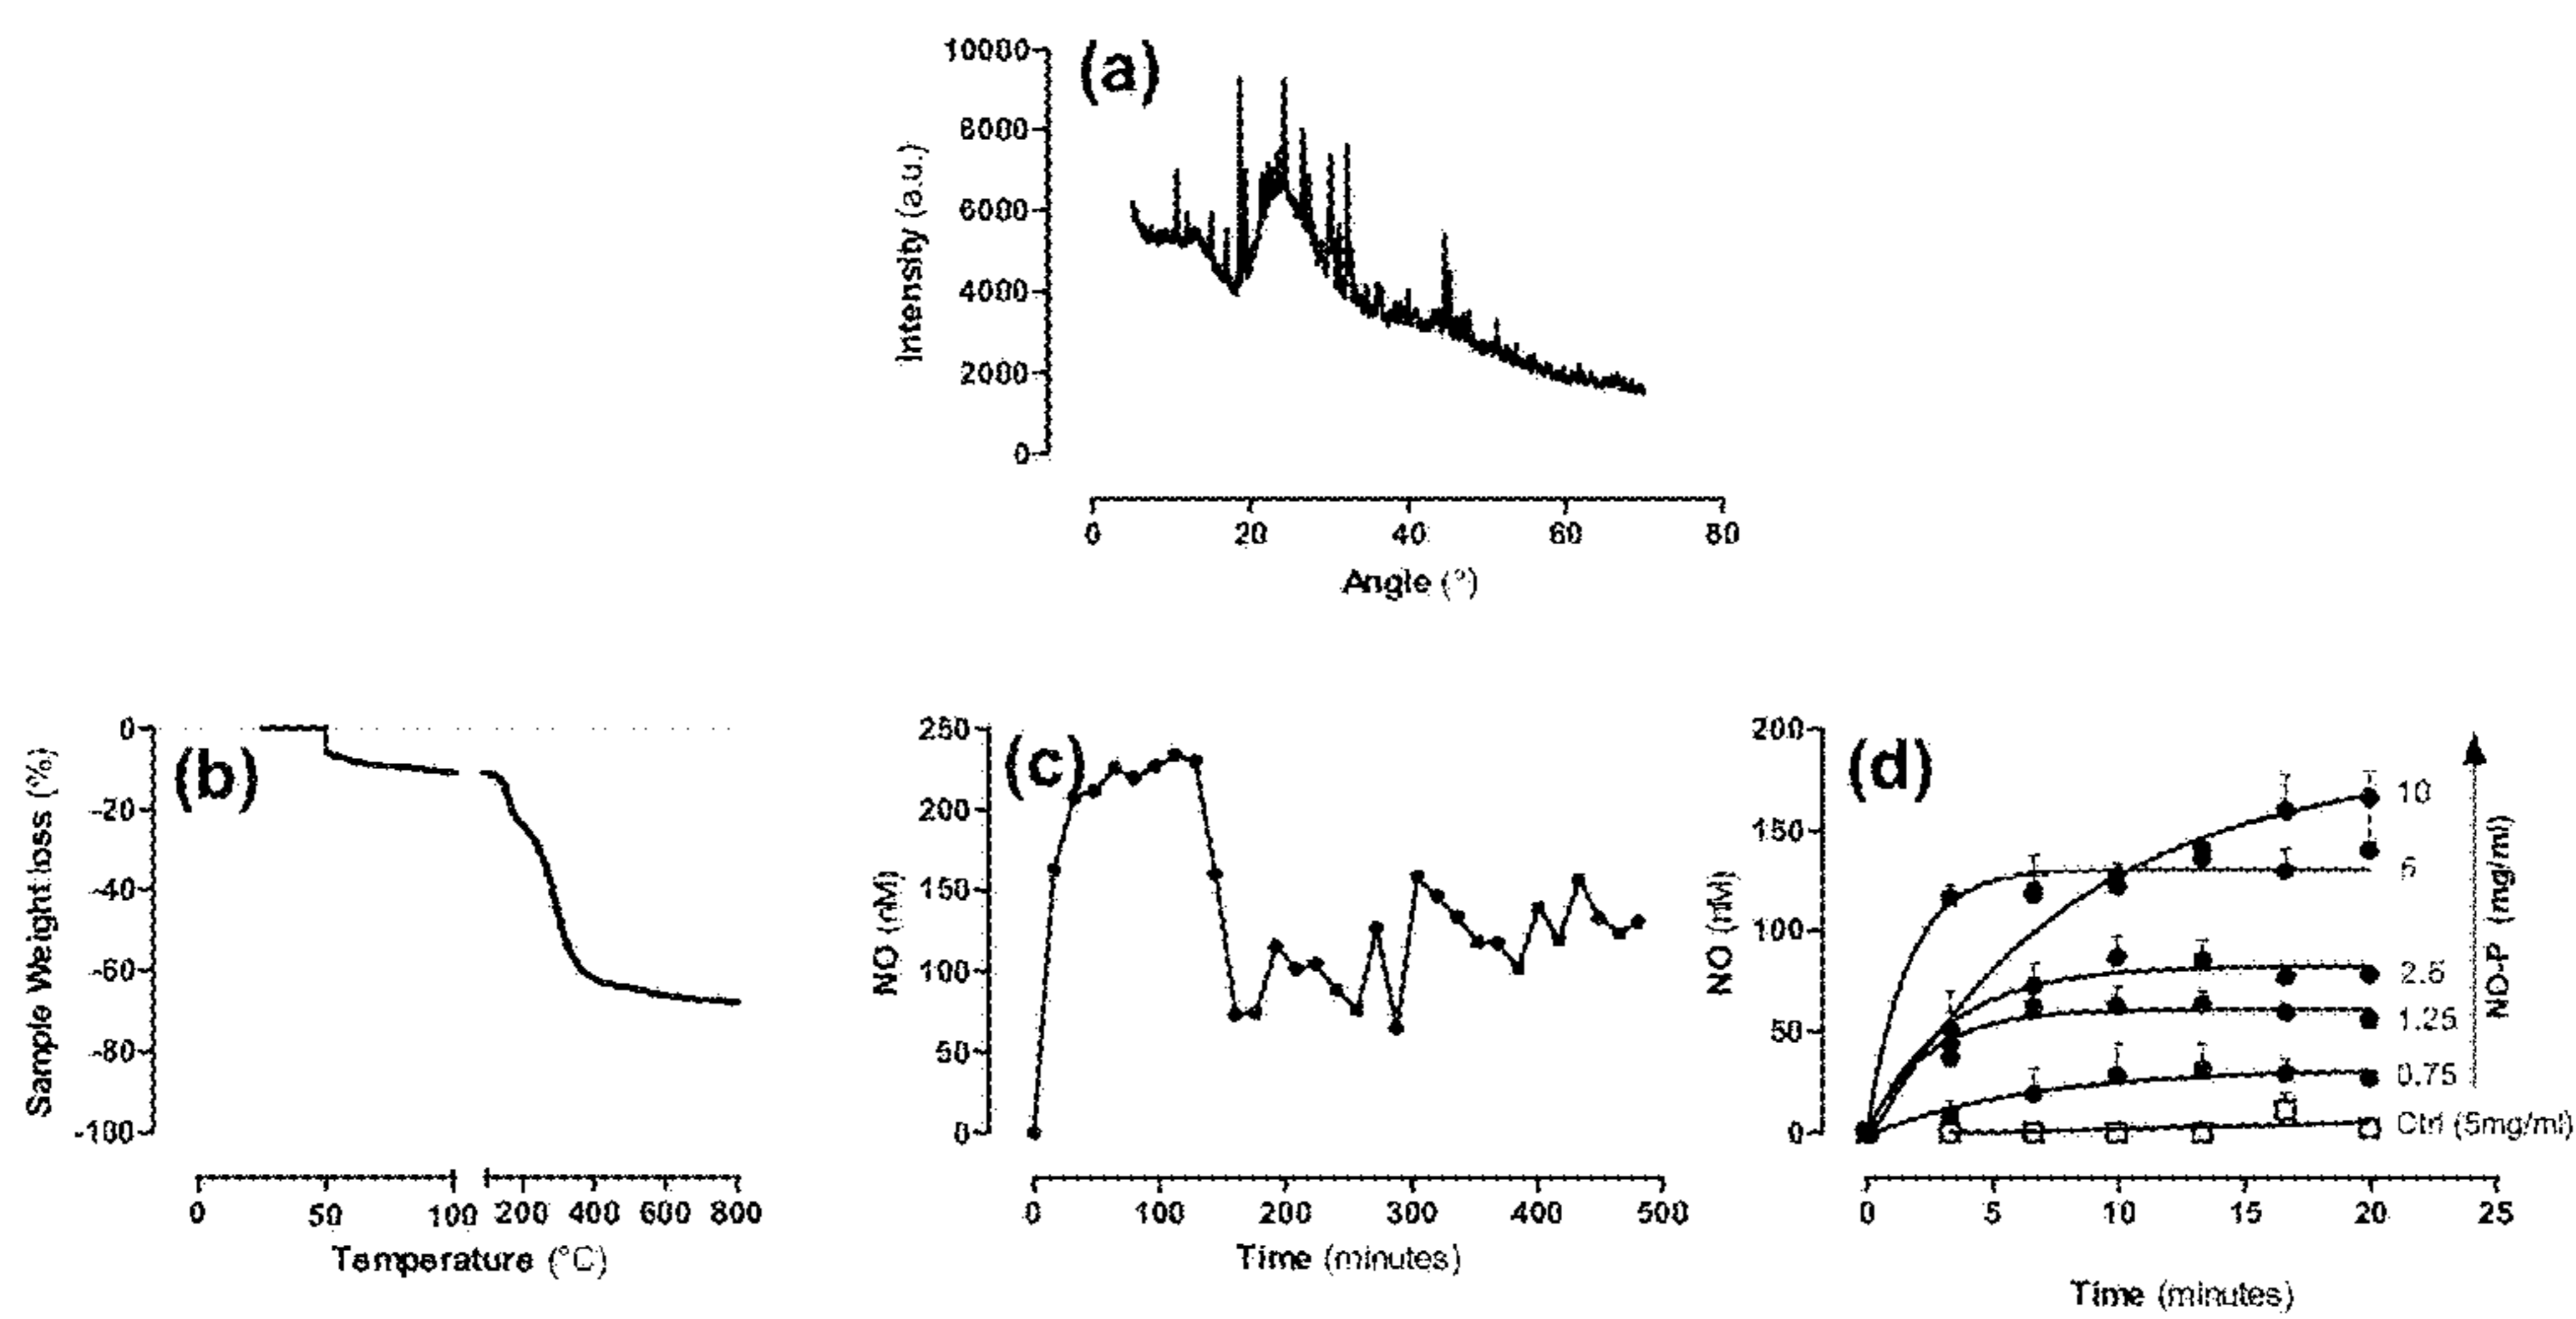 (a)
10000
8000
6000
4000
2000
0
Intensity (a.u.)
0 20 40 60 80
Angle (°)
(b)
0
-20
-40
-60
-80
-100
Sample Weight loss (%)
0 50 100 200 400 600 800
Temperature (°C)
(c)
250
200
150
100
50
0
NO (nM)
0 100 200 300 400 500
Time (minutes)
(d)
200
150
100
50
0
NO (nM)
10
5
2.5
1.25
0.75
Ctrl (5mg/ml)
NO-P (mg/ml)
0 5 10 15 20 25
Time (minutes)